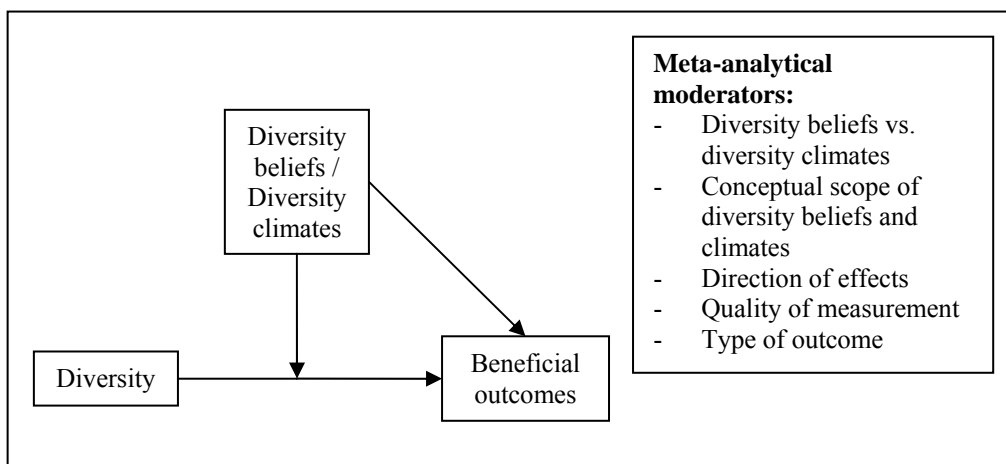 Diversity
beliefs /
Diversity
climates
Diversity
Beneficial
outcomes
Meta-analytical
moderators:
- Diversity beliefs vs.
diversity climates
- Conceptual scope of
diversity beliefs and
climates
- Direction of effects
- Quality of measurement
- Type of outcome